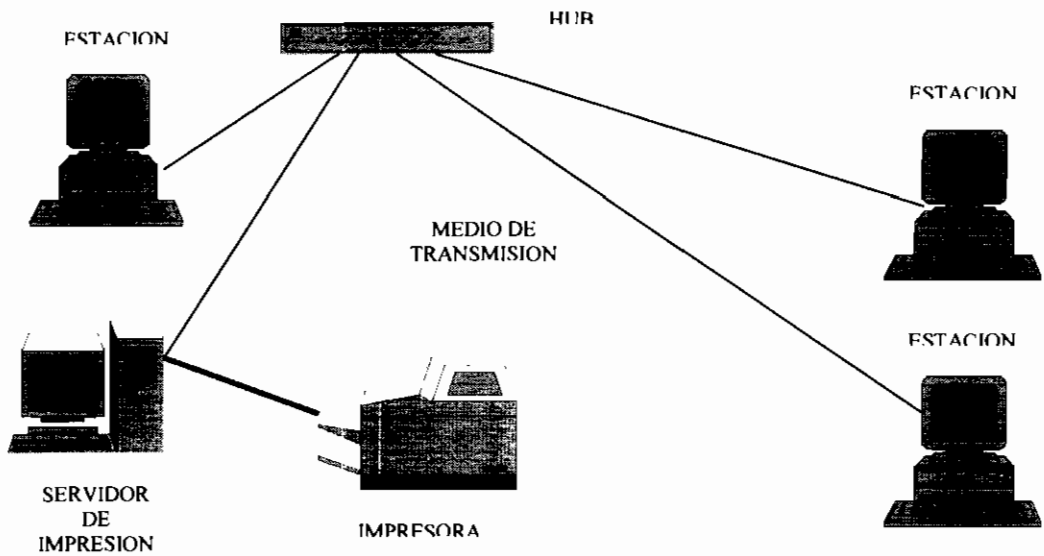 HUB
ESTACION
ESTACION
MEDIO DE
TRANSMISION
ESTACION
SERVIDOR
DE
IMPRESION
IMPRESORA